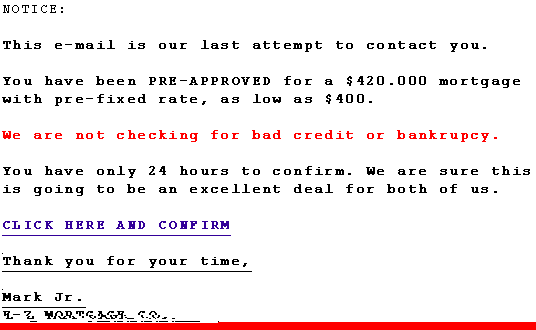 NOTICE:
This e-mail is our last attempt to contact you.
You have been PRE-APPROVED for a $420.000 mortgage
with pre-fixed rate, as low as $400.
We are not checking for bad credit or bankrupcy.
You have only 24 hours to confirm. We are sure this
is going to be an excellent deal for both of us.
CLICK HERE AND CONFIRM
Thank you for your time,
Mark Jr.
E-Z MORTGAGE CO.